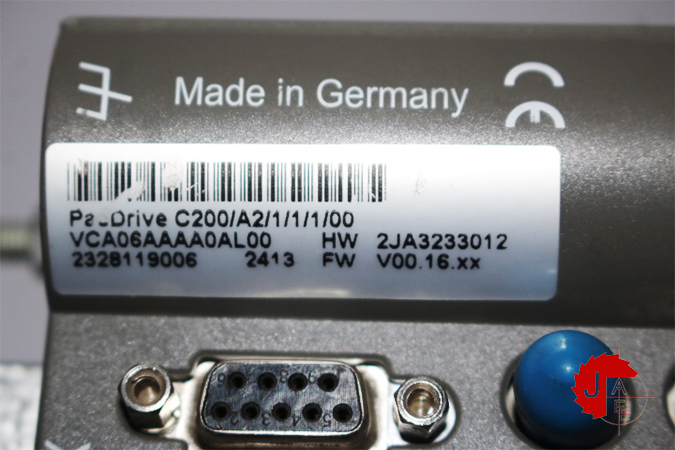 Made in Germany
CE
PacDrive C200/A2/1/1/1/00
VCA06AAAA0AL00 HW 2JA3233012
2328119006 2413 FW V00.16.xx
JA